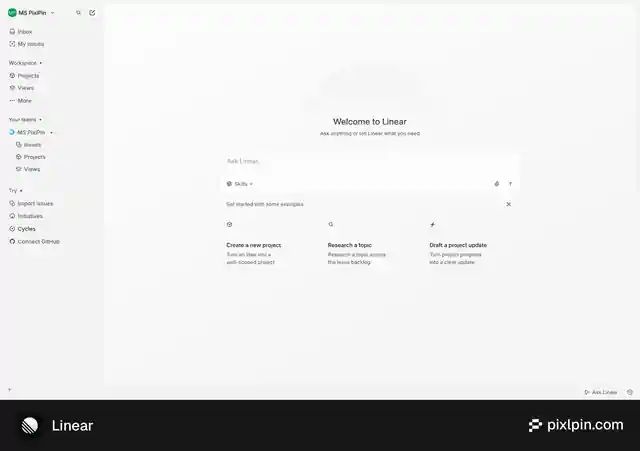 MS PixlPin
Inbox
My issues
Workspace
Projects
Views
More
Your teams
MS PixlPin
Issues
Projects
Views
Try
Import issues
Initiatives
Cycles
Connect GitHub
Welcome to Linear
Ask anything or tell Linear what you need
Ask Linear...
Skills
Get started with some examples
Create a new project
Turn an idea into a
well-scoped project
Research a topic
Research a topic across
the issue backlog
Draft a project update
Turn project progress
into a clear update
?
Ask Linear
Linear
pixlpin.com